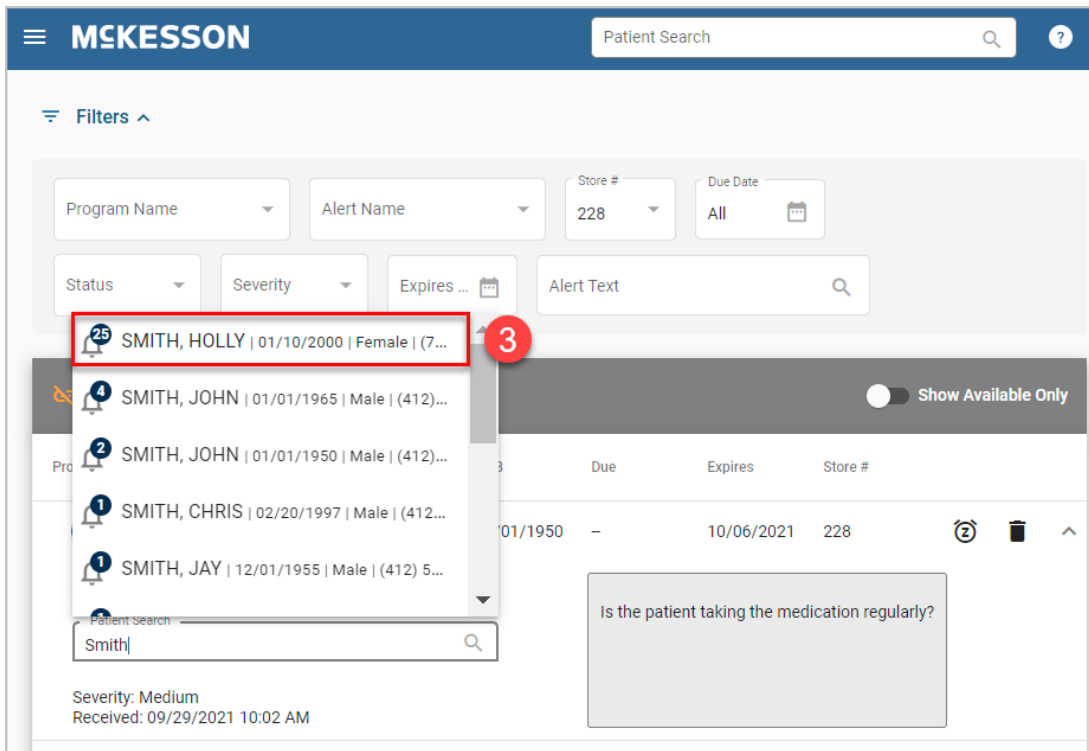 MCKESSON
Patient Search
?
Filters
Program Name
Alert Name
Store #
228
Due Date
All
Status
Severity
Expires ...
Alert Text
25 SMITH, HOLLY | 01/10/2000 | Female | (7...
3
4 SMITH, JOHN | 01/01/1965 | Male | (412)...
Show Available Only
2 SMITH, JOHN | 01/01/1950 | Male | (412)...
Due
Expires
Store #
1 SMITH, CHRIS | 02/20/1997 | Male | (412...
/01/1950
--
10/06/2021
228
Z
1 SMITH, JAY | 12/01/1955 | Male | (412) 5...
Is the patient taking the medication regularly?
Patient Search
Smith
Severity: Medium
Received: 09/29/2021 10:02 AM